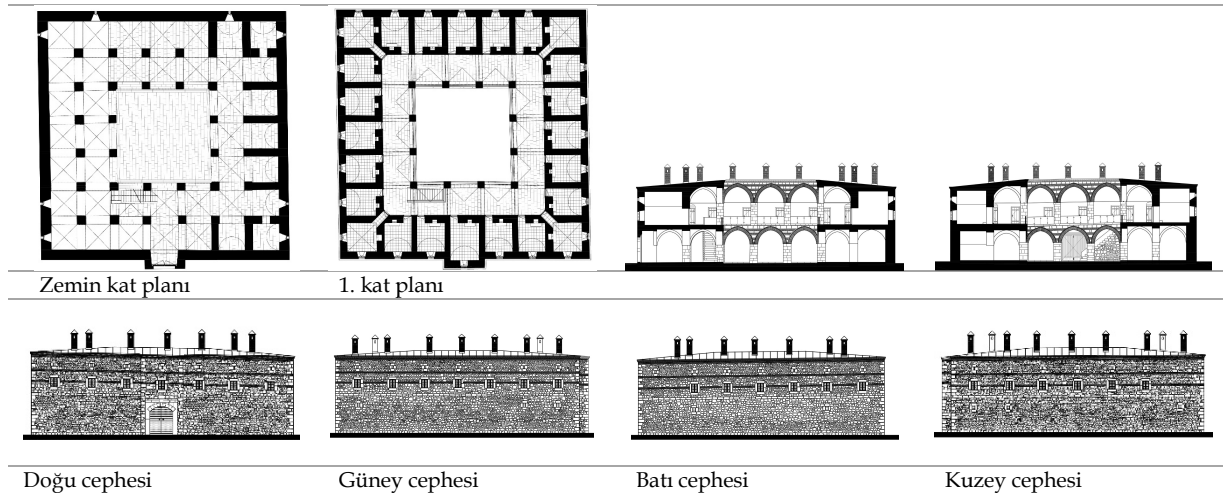 Zemin kat planı
1. kat planı
Doğu cephesi
Güney cephesi
Batı cephesi
Kuzey cephesi